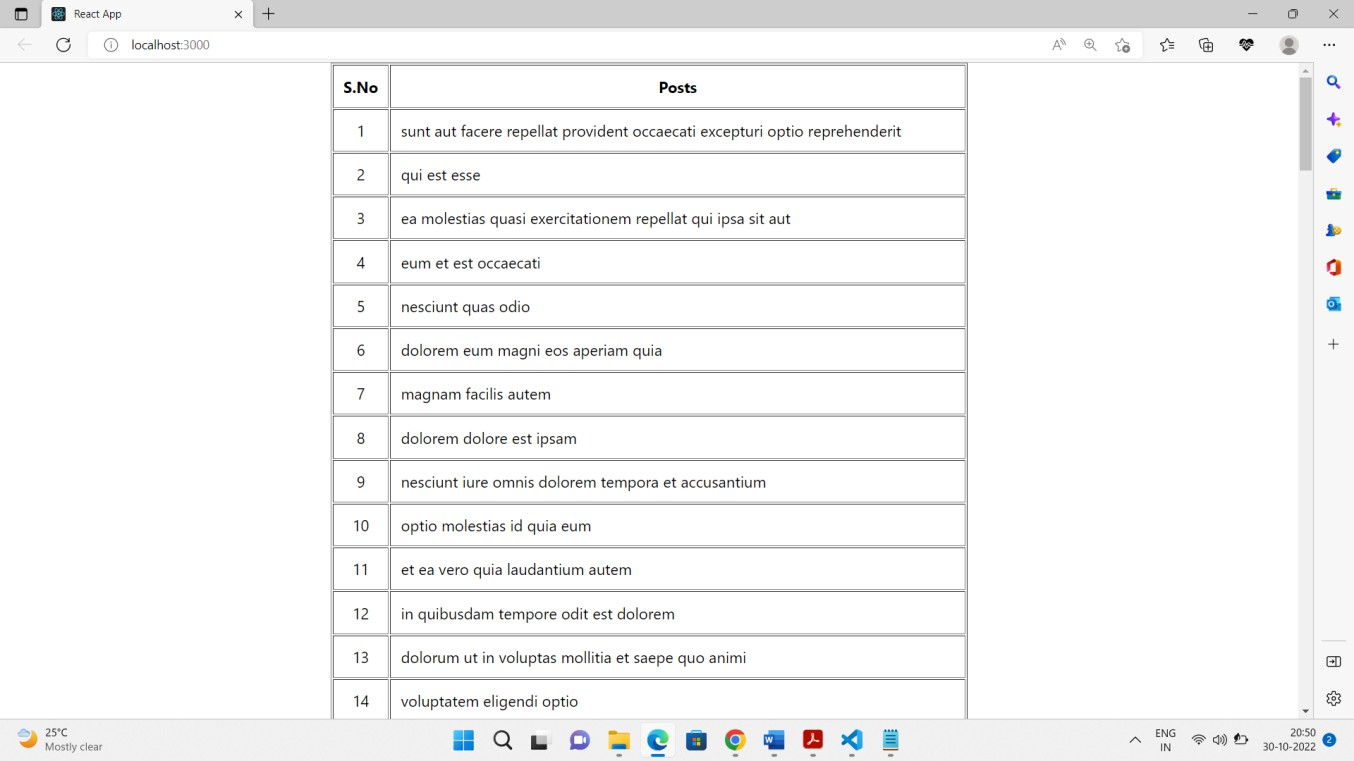 React App
localhost:3000
S.No Posts
1 sunt aut facere repellat provident occaecati excepturi optio reprehenderit
2 qui est esse
3 ea molestias quasi exercitationem repellat qui ipsa sit aut
4 eum et est occaecati
5 nesciunt quas odio
6 dolorem eum magni eos aperiam quia
7 magnam facilis autem
8 dolorem dolore est ipsam
9 nesciunt iure omnis dolorem tempora et accusantium
10 optio molestias id quia eum
11 et ea vero quia laudantium autem
12 in quibusdam tempore odit est dolorem
13 dolorum ut in voluptas mollitia et saepe quo animi
14 voluptatem eligendi optio
25°C
Mostly clear
ENG
IN
20:50
30-10-2022
2